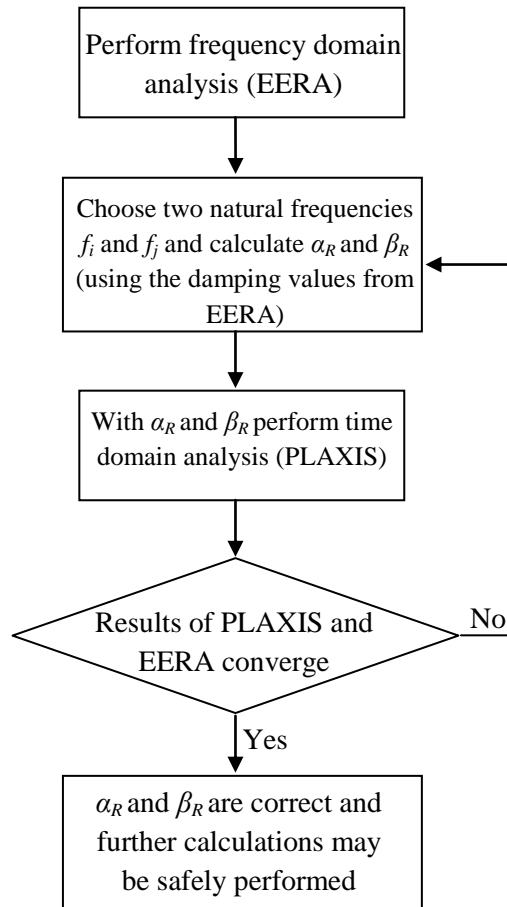 Perform frequency domain
analysis (EERA)
Choose two natural frequencies
fi and fj and calculate αR and βR
(using the damping values from
EERA)
With αR and βR perform time
domain analysis (PLAXIS)
Results of PLAXIS and
EERA converge
No
Yes
αR and βR are correct and
further calculations may
be safely performed